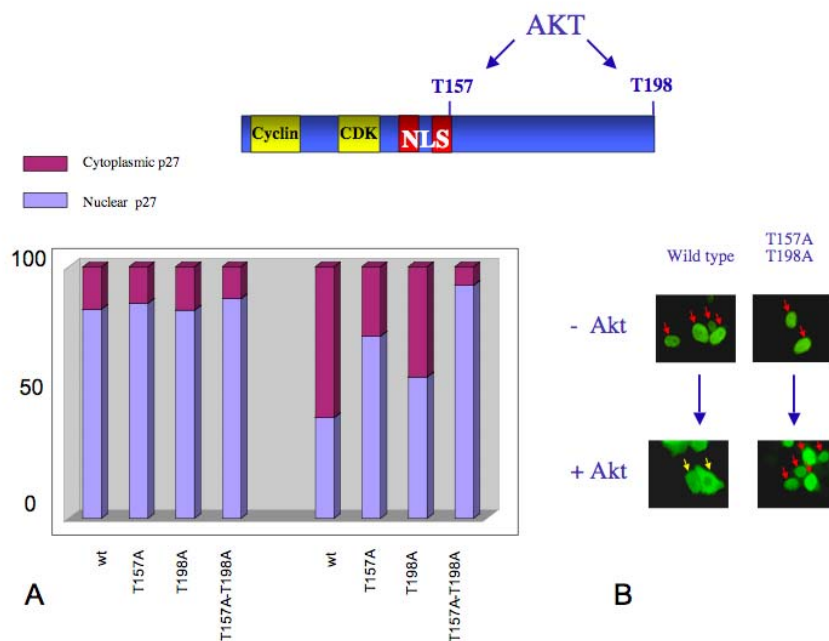 AKT
T157
T198
Cyclin
CDK
NLS
Cytoplasmic p27
Nuclear p27
100
50
0
wt
T157A
T198A
T157A-T198A
wt
T157A
T198A
T157A-T198A
A
Wild type
T157A
T198A
- Akt
+ Akt
B